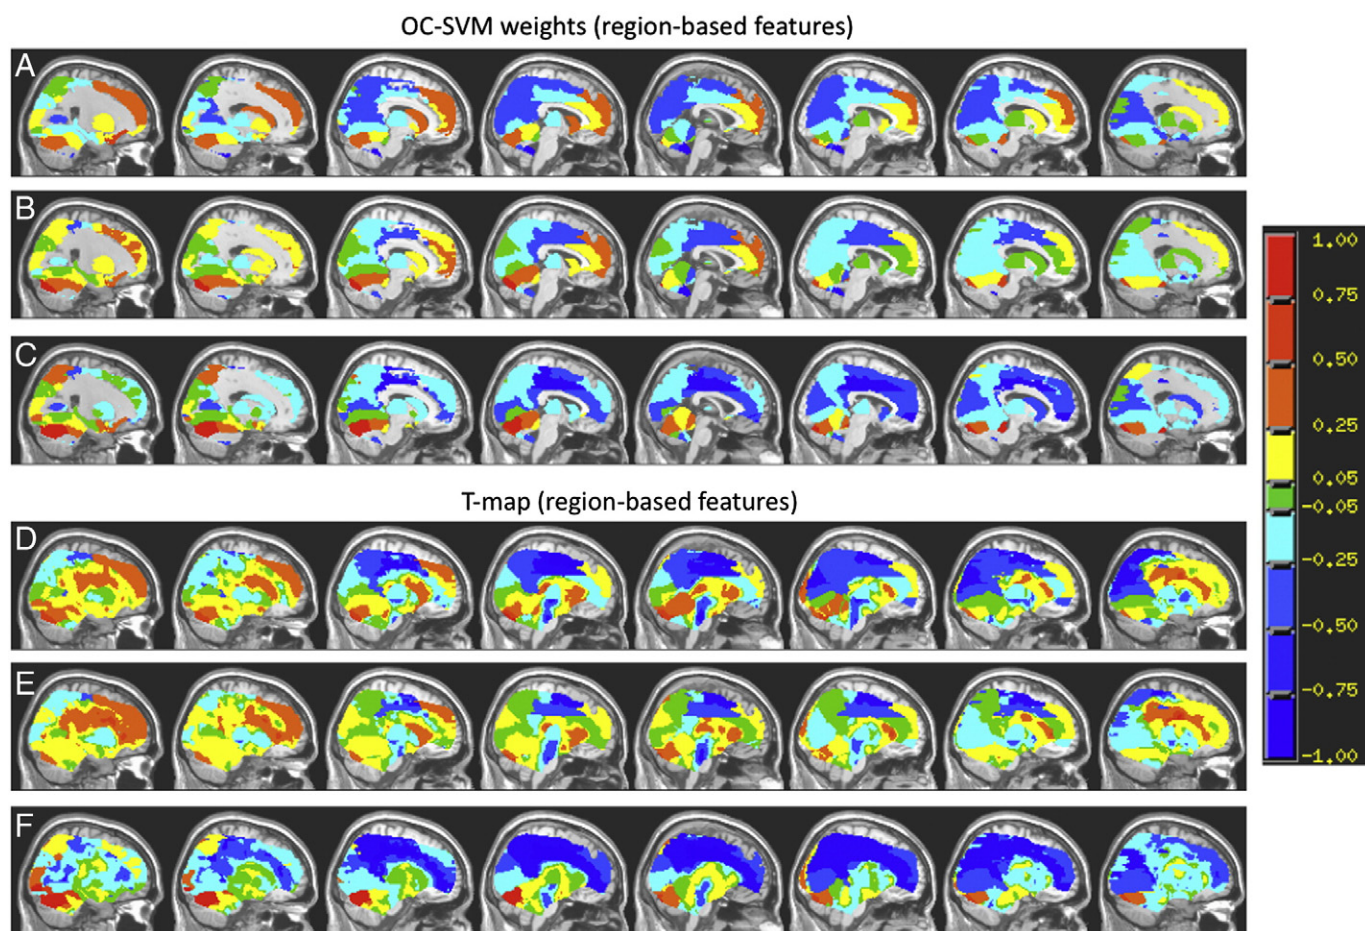 OC-SVM weights (region-based features)
A
B
C
T-map (region-based features)
D
E
F
1.00
0.75
0.50
0.25
0.05
-0.05
-0.25
-0.50
-0.75
-1.00